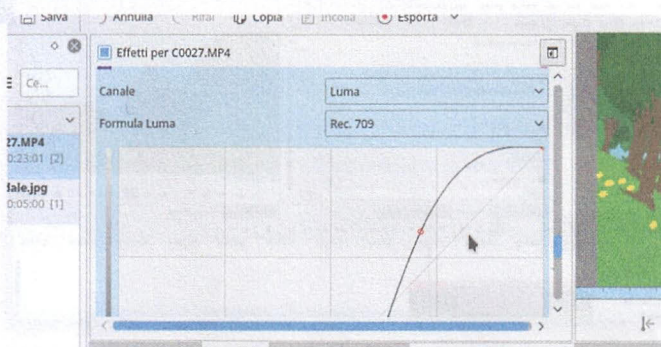 Salva
Annulla
Rifai
Copia
Incolla
Esporta
Effetti per C0027.MP4
Ce...
Canale
Luma
Formula Luma
Rec. 709
27.MP4
0:23:01 [2]
dale.jpg
0:05:00 [1]